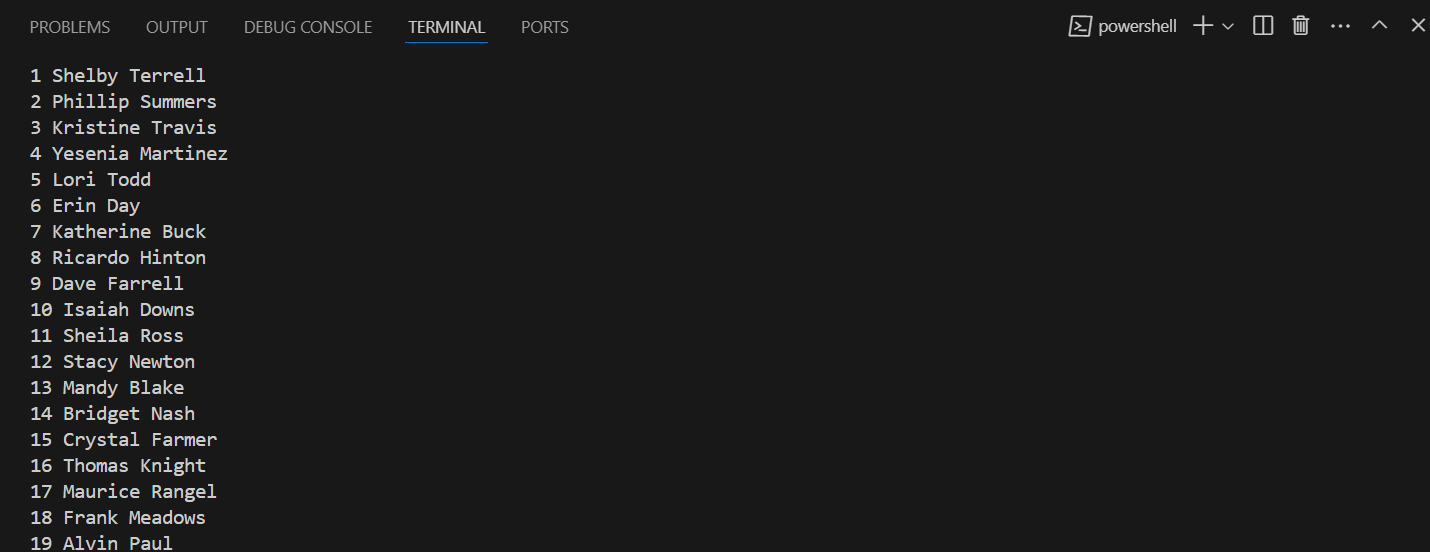 PROBLEMS OUTPUT DEBUG CONSOLE TERMINAL PORTS powershell
1 Shelby Terrell
2 Phillip Summers
3 Kristine Travis
4 Yesenia Martinez
5 Lori Todd
6 Erin Day
7 Katherine Buck
8 Ricardo Hinton
9 Dave Farrell
10 Isaiah Downs
11 Sheila Ross
12 Stacy Newton
13 Mandy Blake
14 Bridget Nash
15 Crystal Farmer
16 Thomas Knight
17 Maurice Rangel
18 Frank Meadows
19 Alvin Paul